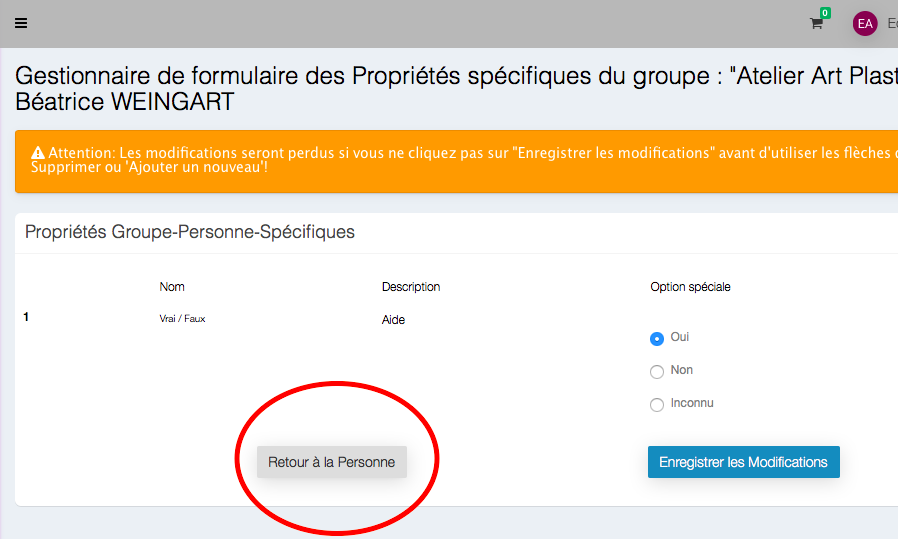 0
EA
Gestionnaire de formulaire des Propriétés spécifiques du groupe : "Atelier Art Plast
Béatrice WEINGART
Attention: Les modifications seront perdus si vous ne cliquez pas sur "Enregistrer les modifications" avant d'utiliser les flèches
Supprimer ou 'Ajouter un nouveau'!
Propriétés Groupe-Personne-Spécifiques
Nom Description Option spéciale
1 Vrai / Faux Aide
Oui
Non
Inconnu
Retour à la Personne Enregistrer les Modifications